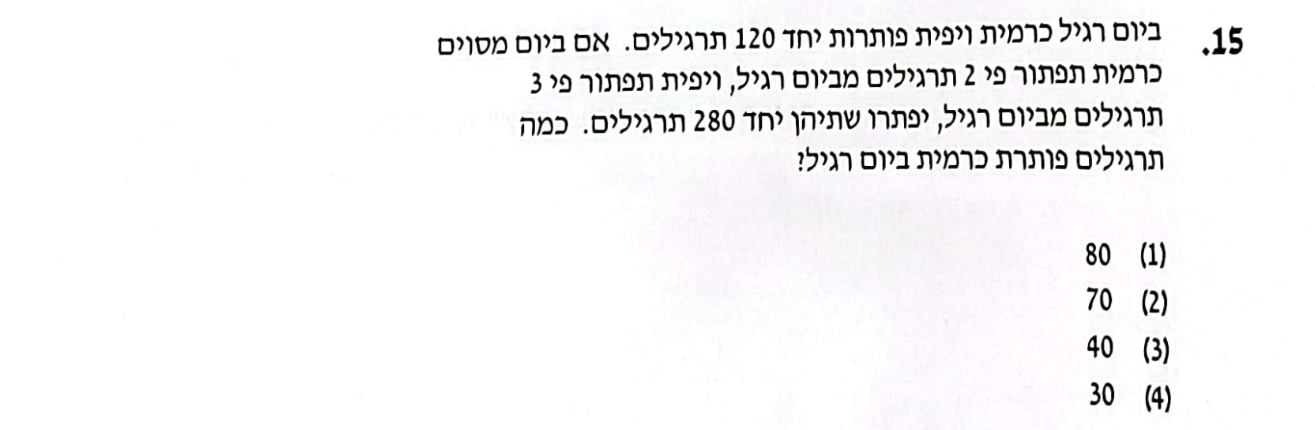 15. ביום רגיל כרמית ויפית פותרות יחד 120 תרגילים. אם ביום מסוים
כרמית תפתור פי 2 תרגילים מביום רגיל, ויפית תפתור פי 3
תרגילים מביום רגיל, יפתרו שתיהן יחד 280 תרגילים. כמה
תרגילים פותרת כרמית ביום רגיל?
(1) 80
(2) 70
(3) 40
(4) 30